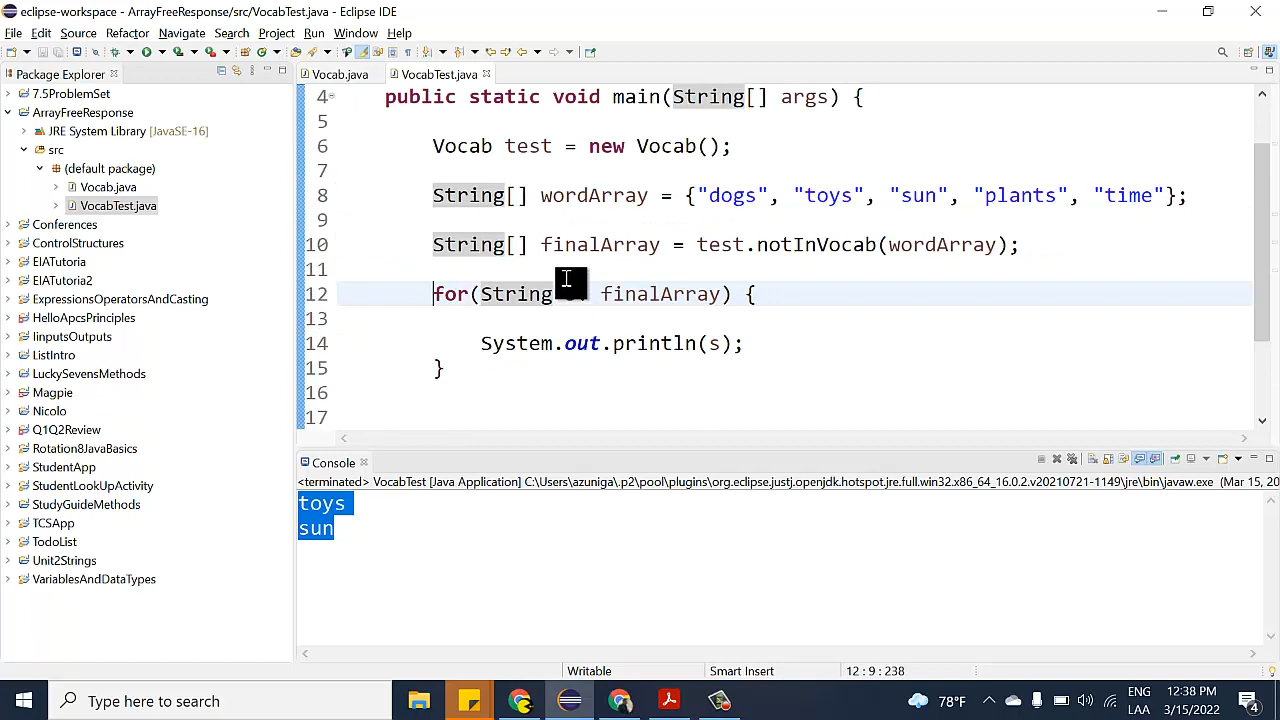 eclipse-workspace - ArrayFreeResponse/src/VocabTest.java - Eclipse IDE
File Edit Source Refactor Navigate Search Project Run Window Help
Package Explorer
Vocab.java
VocabTest.java
7.5ProblemSet
ArrayFreeResponse
JRE System Library [JavaSE-16]
src
(default package)
Vocab.java
VocabTest.java
Conferences
ControlStructures
EIATutoria
EIATutoria2
ExpressionsOperatorsAndCasting
HelloApcsPrinciples
IinputsOutputs
ListIntro
LuckySevensMethods
Magpie
Nicolo
Q1Q2Review
Rotation8JavaBasics
StudentApp
StudentLookUpActivity
StudyGuideMethods
TCSApp
TodoList
Unit2Strings
VariablesAndDataTypes
4 public static void main(String[] args) {
5
6 Vocab test = new Vocab();
7
8 String[] wordArray = {"dogs", "toys", "sun", "plants", "time"};
9
10 String[] finalArray = test.notInVocab(wordArray);
11
12 for(String finalArray) {
13
14 System.out.println(s);
15 }
16
17
Console
<terminated> VocabTest [Java Application] C:\Users\azuniga\.p2\pool\plugins\org.eclipse.justj.openjdk.hotspot.jre.full.win32.x86_64_16.0.2.v20210721-1149\jre\bin\javaw.exe (Mar 15, 20
toys
sun
Writable
Smart Insert
12 : 9 : 238
Type here to search
78°F
ENG
LAA
12:38 PM
3/15/2022
4